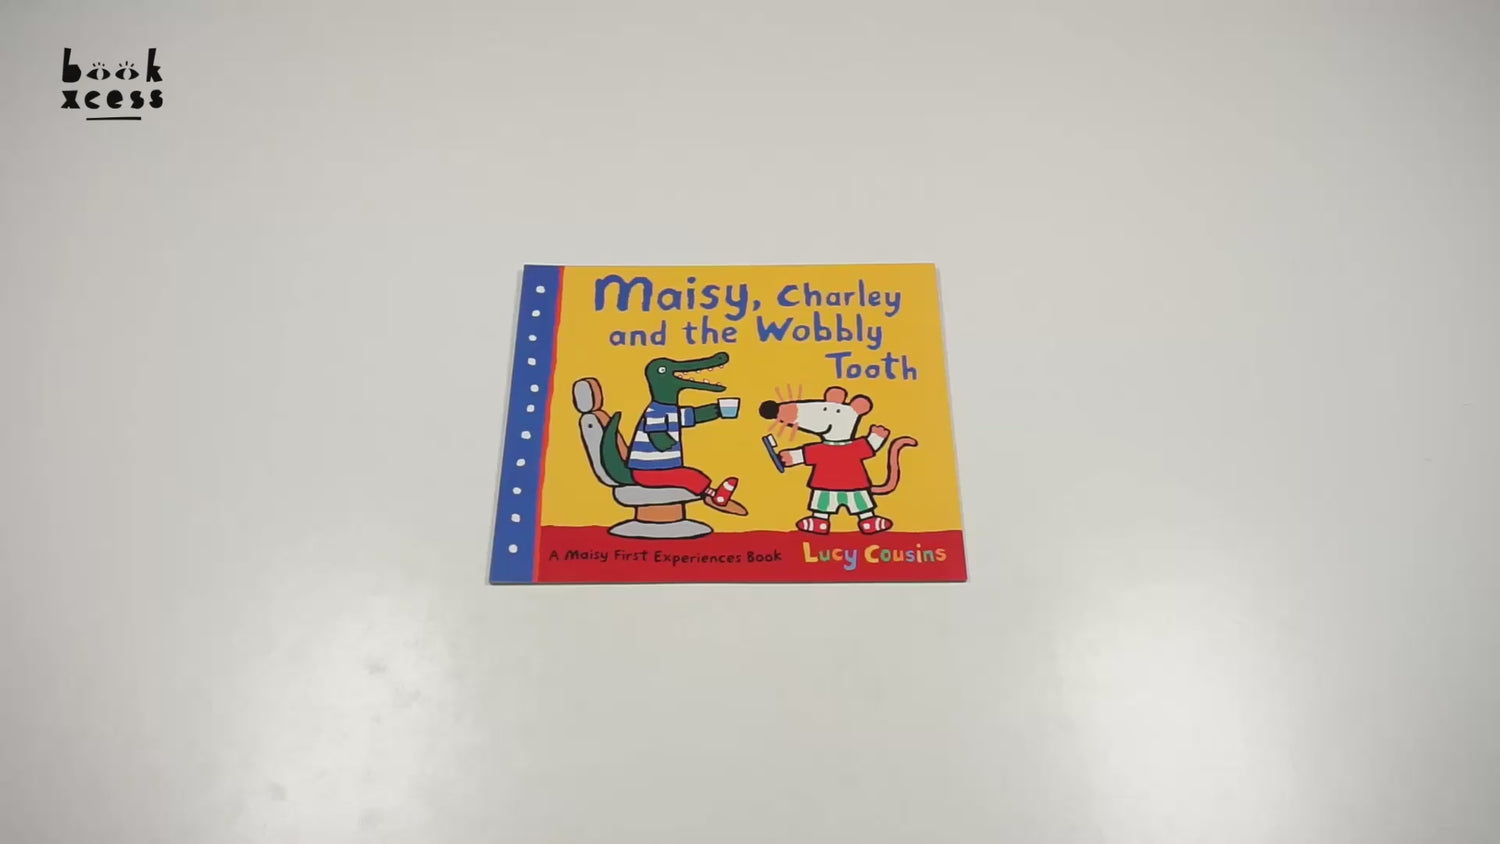 book
xcess
Maisy, Charley
and the Wobbly
Tooth
A Maisy First Experiences Book
Lucy Cousins